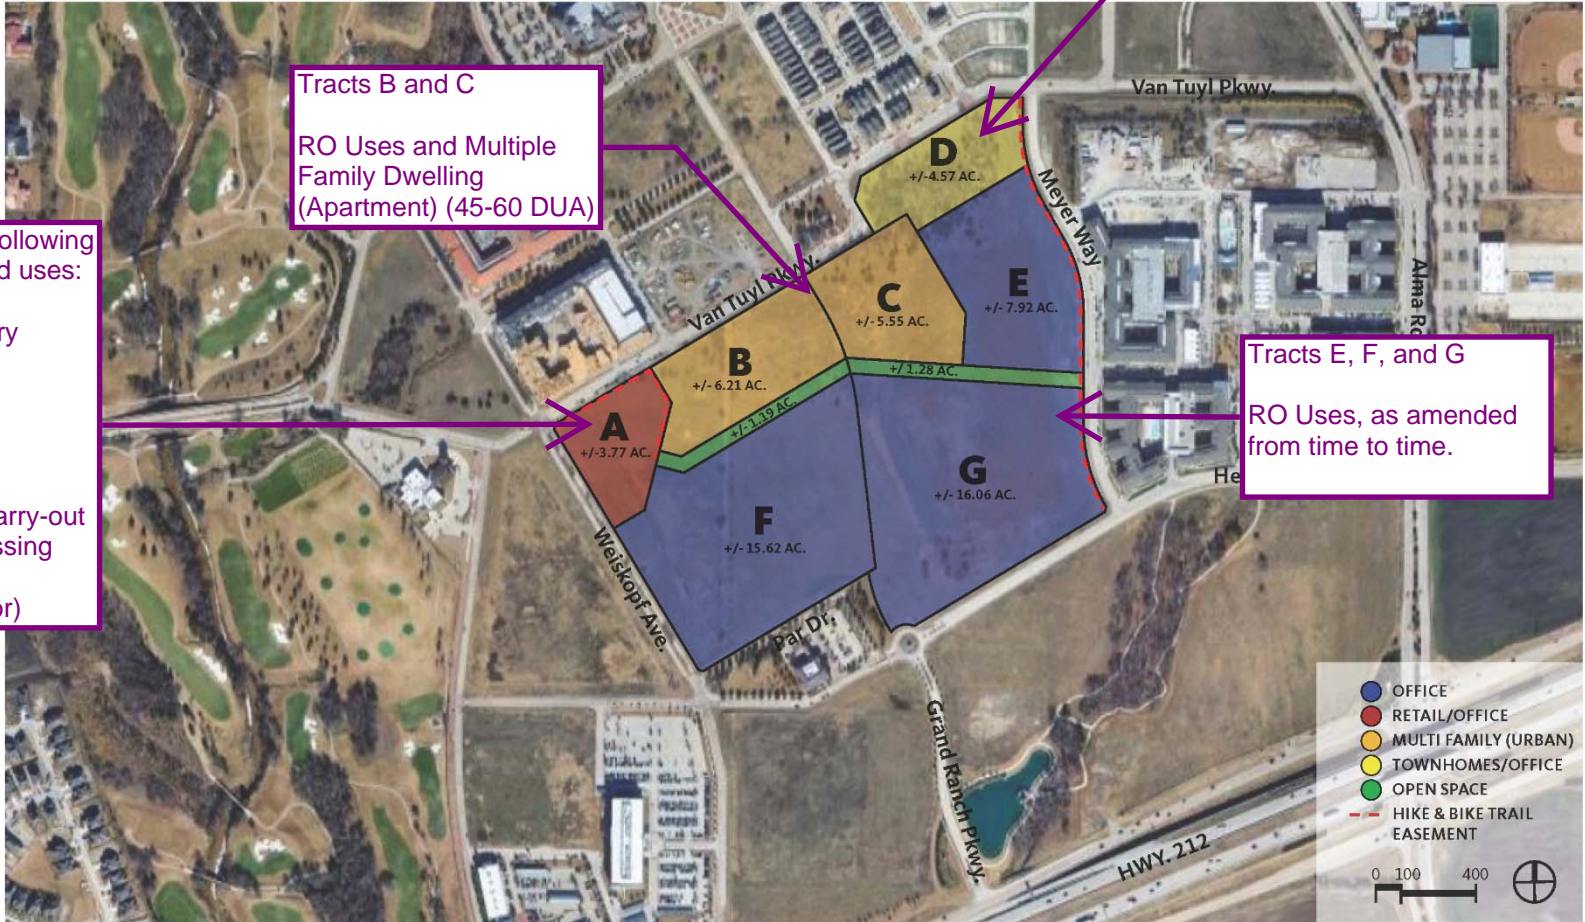 Tracts B and C
RO Uses and Multiple
Family Dwelling
(Apartment) (45-60 DUA)
ollowing
d uses:
ry
arry-out
ssing
or)
Tracts E, F, and G
RO Uses, as amended
from time to time.
Van Tuyl Pkwy.
D
+/-4.57 AC.
Meyer Way
Alma
E
+/- 7.92 AC.
C
+/- 5.55 AC.
Van Tuyl Pkwy.
B
+/- 6.21 AC.
+/- 1.28 AC.
+/- 1.19 AC.
A
+/-3.77 AC.
G
+/- 16.06 AC.
He
F
+/- 15.62 AC.
Weiskopf Ave.
Par Dr.
Grand Ranch Pkwy.
HWY. 212
OFFICE
RETAIL/OFFICE
MULTI FAMILY (URBAN)
TOWNHOMES/OFFICE
OPEN SPACE
HIKE & BIKE TRAIL
EASEMENT
0 100 400